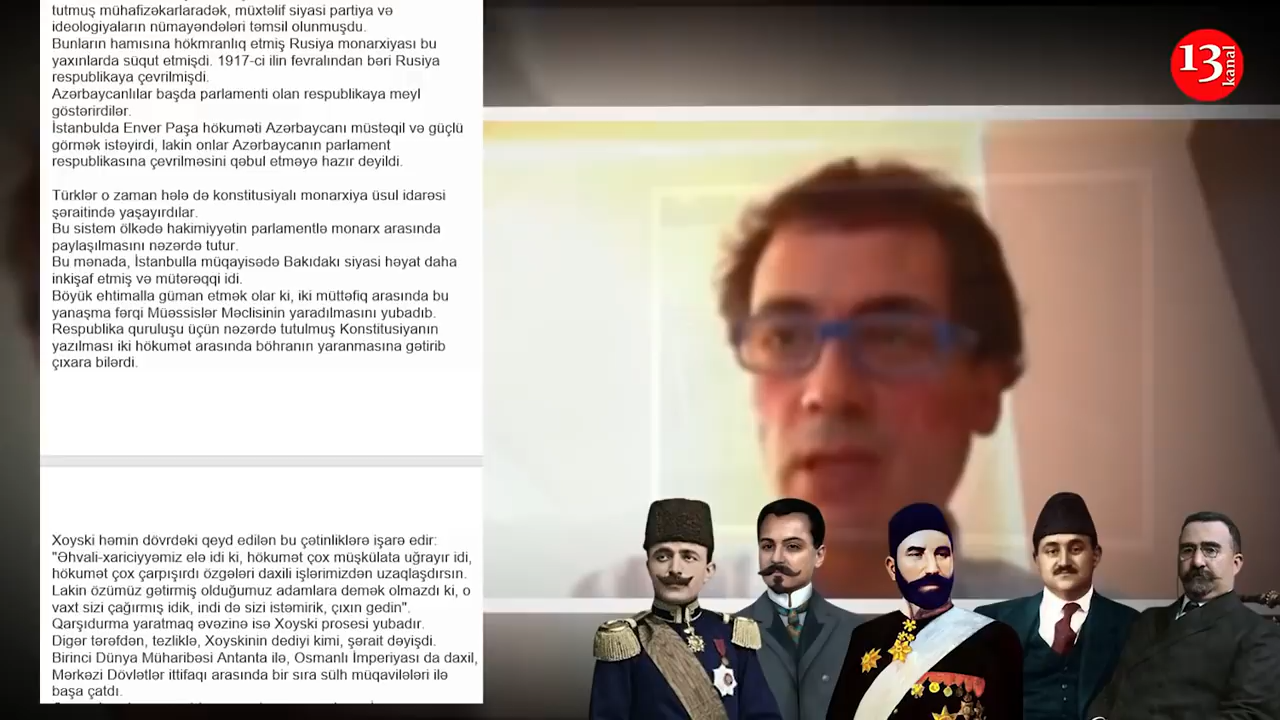 tutmuş mühafizəkarlaradək, müxtəlif siyasi partiya və
ideologiyaların nümayəndələri təmsil olunmuşdu.
Bunların hamısına hökmranlıq etmiş Rusiya monarxiyası bu
yaxınlarda süqut etmişdi. 1917-ci ilin fevralından bəri Rusiya
respublikaya çevrilmişdi.
Azərbaycanlılar başda parlamenti olan respublikaya meyl
göstərirdilər.
İstanbulda Enver Paşa hökuməti Azərbaycanı müstəqil və güçlü
görmək istəyirdi, lakin onlar Azərbaycanın parlament
respublikasına çevrilməsini qəbul etməyə hazır deyildi.
Türklər o zaman hələ də konstitusiyalı monarxiya üsul idarəsi
şəraitində yaşayırdılar.
Bu sistem ölkədə hakimiyyətin parlamentlə monarx arasında
paylaşılmasını nəzərdə tutur.
Bu mənada, İstanbulla müqayisədə Bakıdakı siyasi həyat daha
inkişaf etmiş və mütərəqqi idi.
Böyük ehtimalla güman etmək olar ki, iki müttəfiq arasında bu
yanaşma fərqi Müəssislər Məclisinin yaradılmasını yubadıb.
Respublika quruluşu üçün nəzərdə tutulmuş Konstitusiyanın
yazılması iki hökumət arasında böhranın yaranmasına gətirib
çıxara bilərdi.
Xoyski həmin dövrdəki qeyd edilən bu çətinliklərə işarə edir:
"Əhvali-xariciyyəmiz elə idi ki, hökumət çox müşkülata uğrayır idi,
hökumət çox çarpışırdı özgələri daxili işlərimizdən uzaqlaşdırsın.
Lakin özümüz gətirmiş olduğumuz adamlara demək olmazdı ki, o
vaxt sizi çağırmış idik, indi də sizi istəmirik, çıxın gedin".
Qarşıdurma yaratmaq əvəzinə isə Xoyski prosesi yubadır.
Digər tərəfdən, tezliklə, Xoyskinin dediyi kimi, şərait dəyişdi.
Birinci Dünya Müharibəsi Antanta ilə, Osmanlı İmperiyası da daxil,
Mərkəzi Dövlətlər ittifaqı arasında bir sıra sülh müqavilələri ilə
başa çatdı.
13 kanal